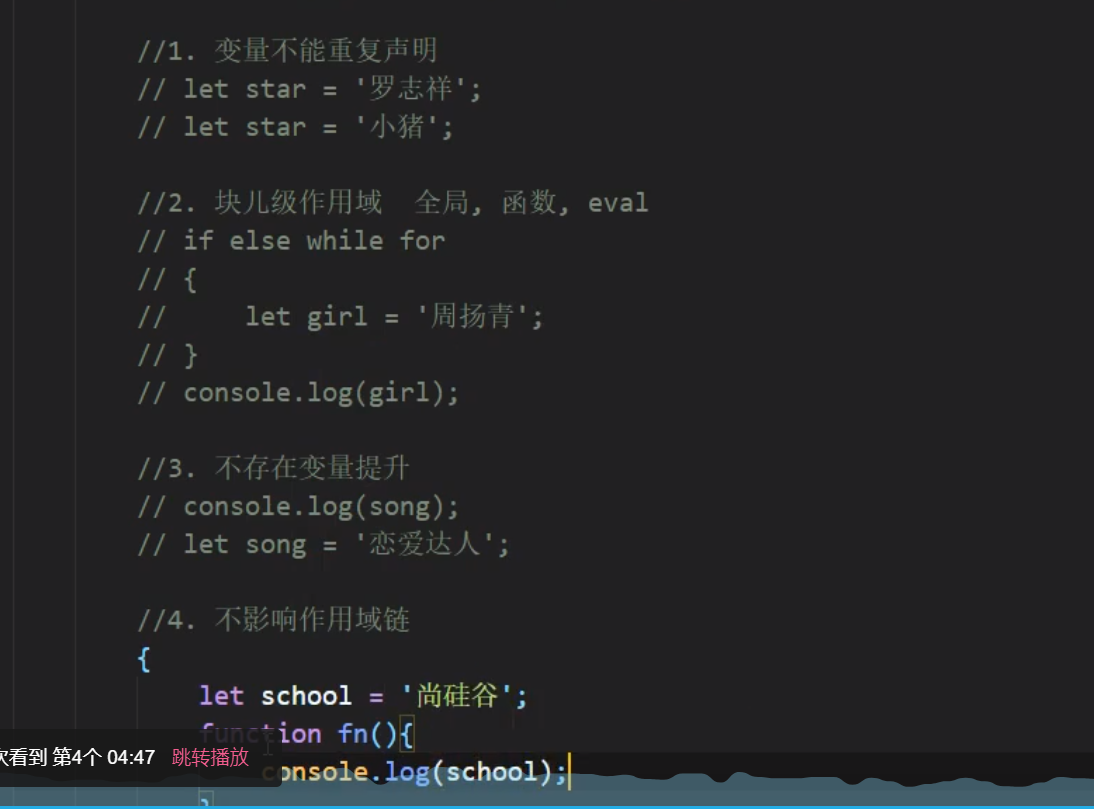 //1. 变量不能重复声明
// let star = '罗志祥';
// let star = '小猪';
//2. 块儿级作用域 全局, 函数, eval
// if else while for
// {
// let girl = '周扬青';
// }
// console.log(girl);
//3. 不存在变量提升
// console.log(song);
// let song = '恋爱达人';
//4. 不影响作用域链
{
let school = '尚硅谷';
function fn(){
次看到 第4个 04:47 跳转播放
console.log(school);
}